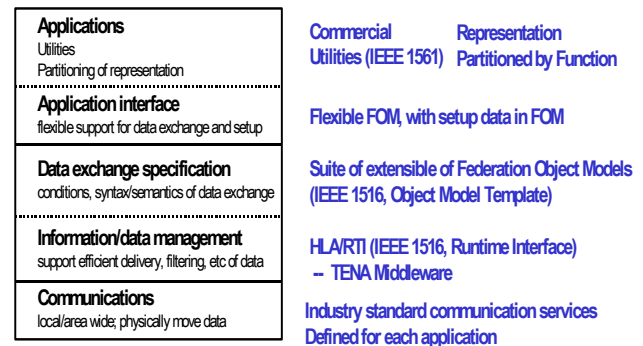 Applications
Utilities
Partitioning of representation
Commercial Representation
Utilities (IEEE 1561) Partitioned by Function
Application interface
flexible support for data exchange and setup
Flexible FOM, with setup data in FOM
Data exchange specification
conditions, syntax/semantics of data exchange
Suite of extensible of Federation Object Models
(IEEE 1516, Object Model Template)
Information/data management
support efficient delivery, filtering, etc of data
HLA/RTI (IEEE 1516, Runtime Interface)
-- TENA Middleware
Communications
local/area wide; physically move data
Industry standard communication services
Defined for each application